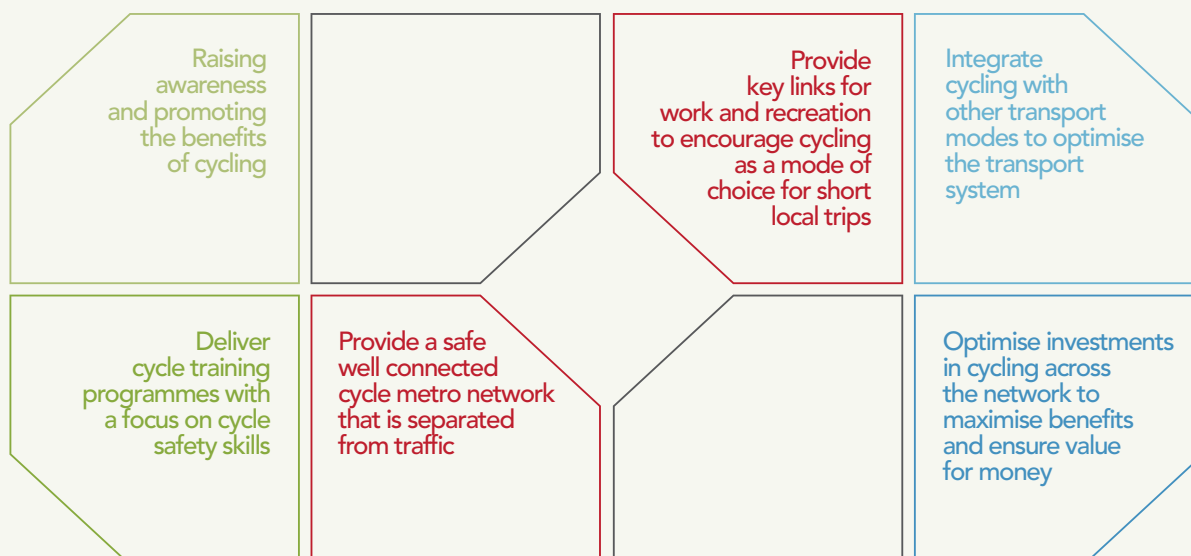 Raising
awareness
and promoting
the benefits
of cycling
Provide
key links for
work and recreation
to encourage cycling
as a mode of
choice for short
local trips
Integrate
cycling with
other transport
modes to optimise
the transport
system
Deliver
cycle training
programmes with
a focus on cycle
safety skills
Provide a safe
well connected
cycle metro network
that is separated
from traffic
Optimise investments
in cycling across
the network to
maximise benefits
and ensure value
for money